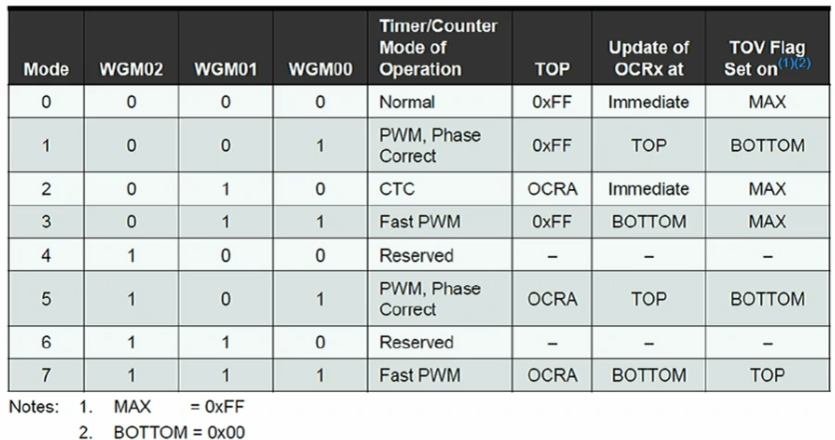 Mode WGM02 WGM01 WGM00 Timer/Counter Mode of Operation TOP Update of OCRx at TOV Flag Set on(1)(2)
0 0 0 0 Normal 0xFF Immediate MAX
1 0 0 1 PWM, Phase Correct 0xFF TOP BOTTOM
2 0 1 0 CTC OCRA Immediate MAX
3 0 1 1 Fast PWM 0xFF BOTTOM MAX
4 1 0 0 Reserved – – –
5 1 0 1 PWM, Phase Correct OCRA TOP BOTTOM
6 1 1 0 Reserved – – –
7 1 1 1 Fast PWM OCRA BOTTOM TOP
Notes: 1. MAX = 0xFF
2. BOTTOM = 0x00